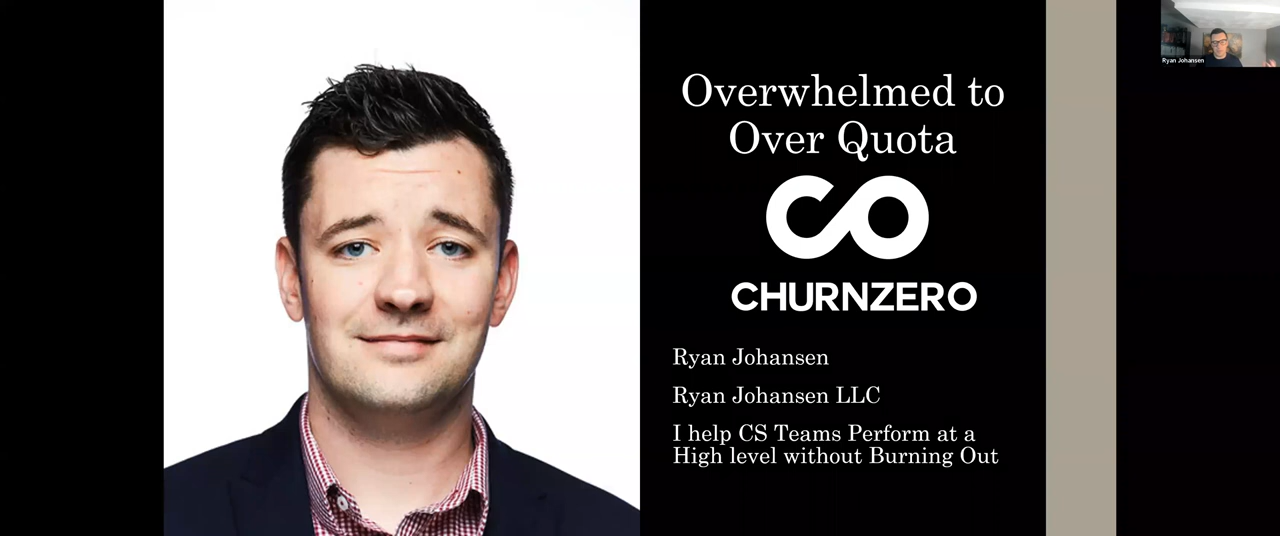 Overwhelmed to
Over Quota
CHURNZERO
Ryan Johansen
Ryan Johansen LLC
I help CS Teams Perform at a
High level without Burning Out
Ryan Johansen